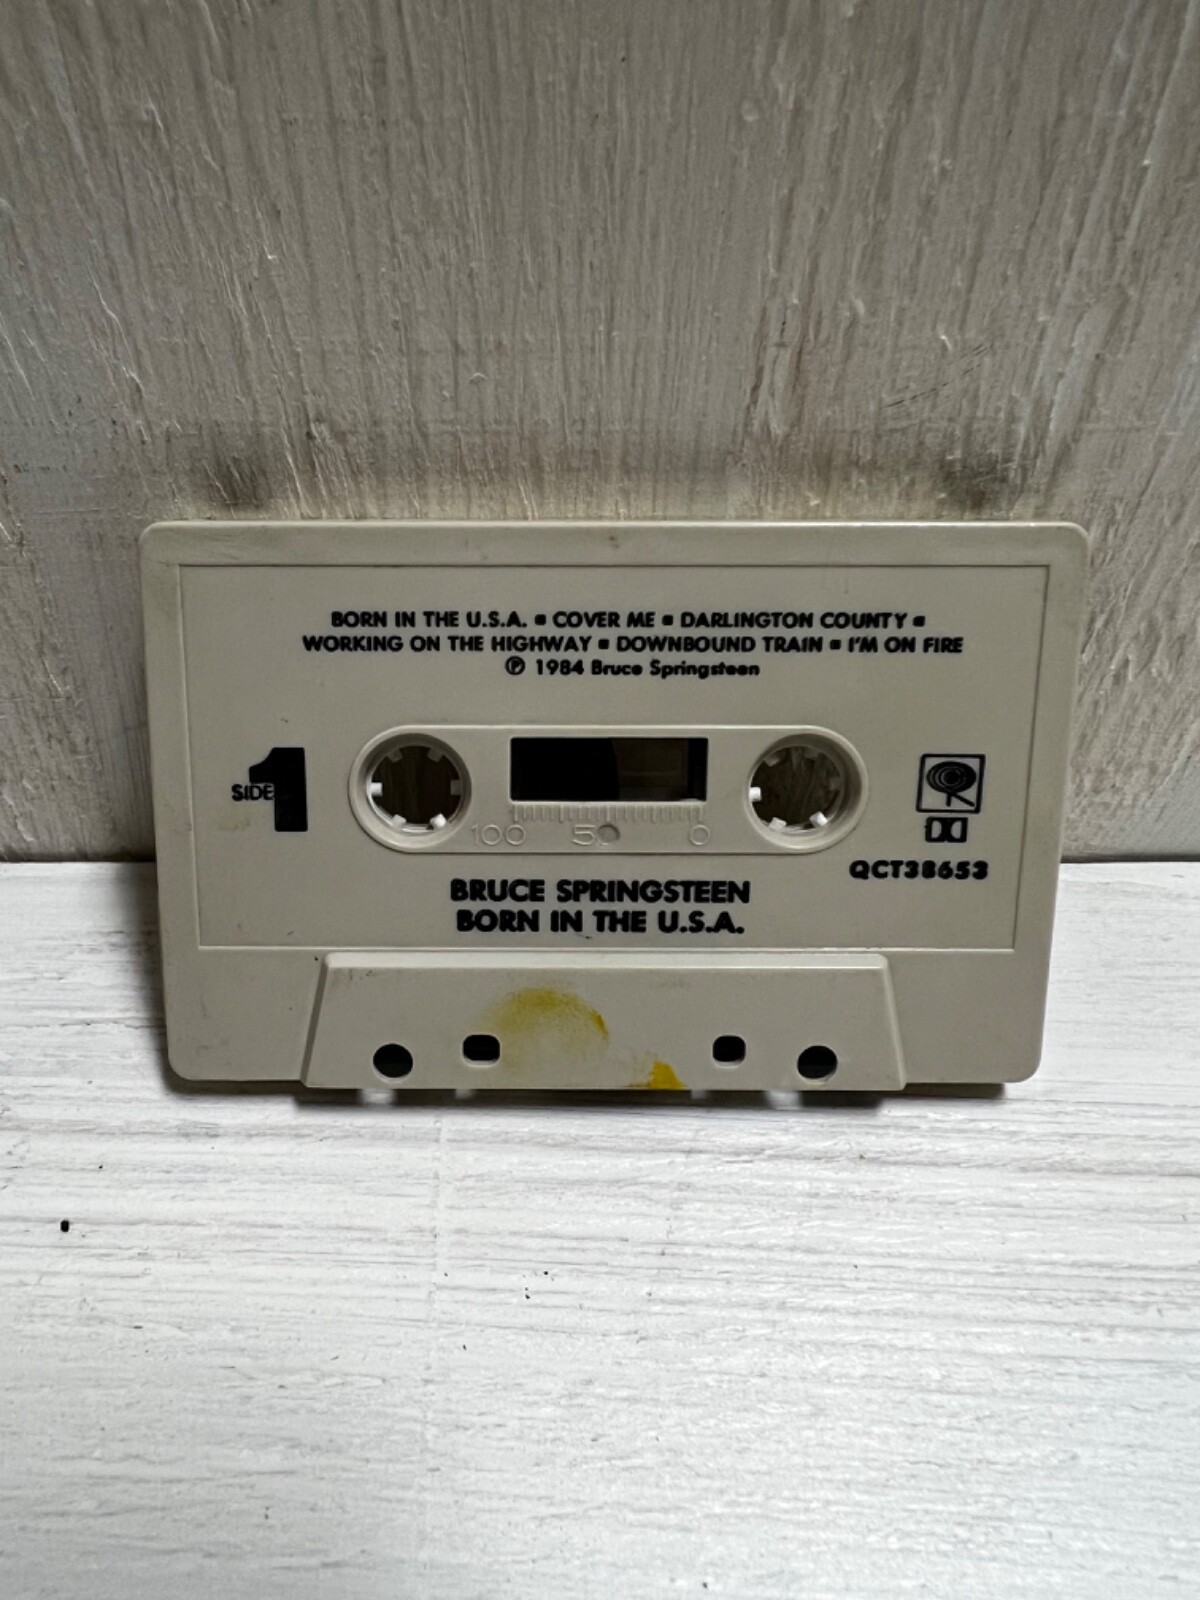 BORN IN THE U.S.A. ▪ COVER ME ▪ DARLINGTON COUNTY ▪
WORKING ON THE HIGHWAY ▪ DOWNBOUND TRAIN ▪ I'M ON FIRE
℗ 1984 Bruce Springsteen
SIDE 1
100 50 0
QCT38653
BRUCE SPRINGSTEEN
BORN IN THE U.S.A.